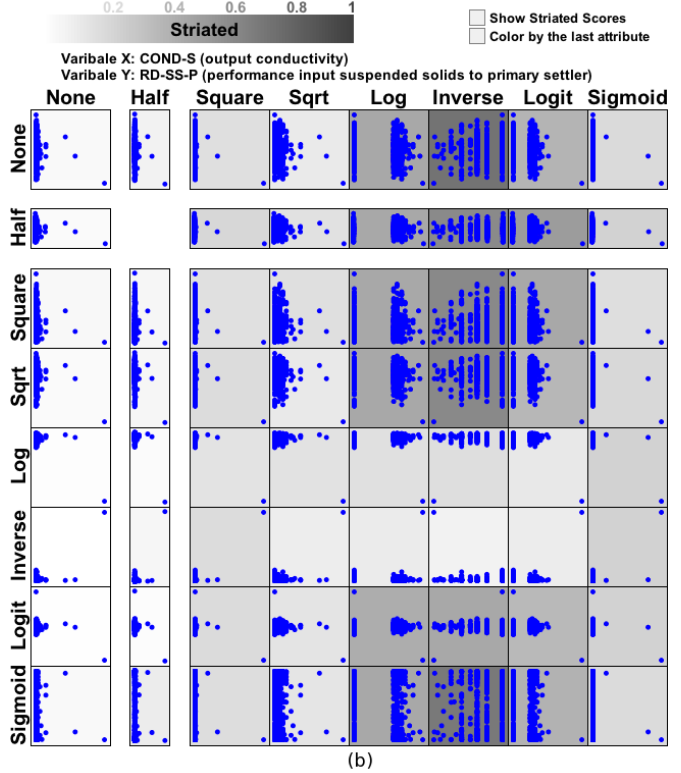 0.2 0.4 0.6 0.8 1
Striated
Show Striated Scores
Color by the last attribute
Varibale X: COND-S (output conductivity)
Varibale Y: RD-SS-P (performance input suspended solids to primary settler)
None Half Square Sqrt Log Inverse Logit Sigmoid
None
Half
Square
Sqrt
Log
Inverse
Logit
Sigmoid
(b)